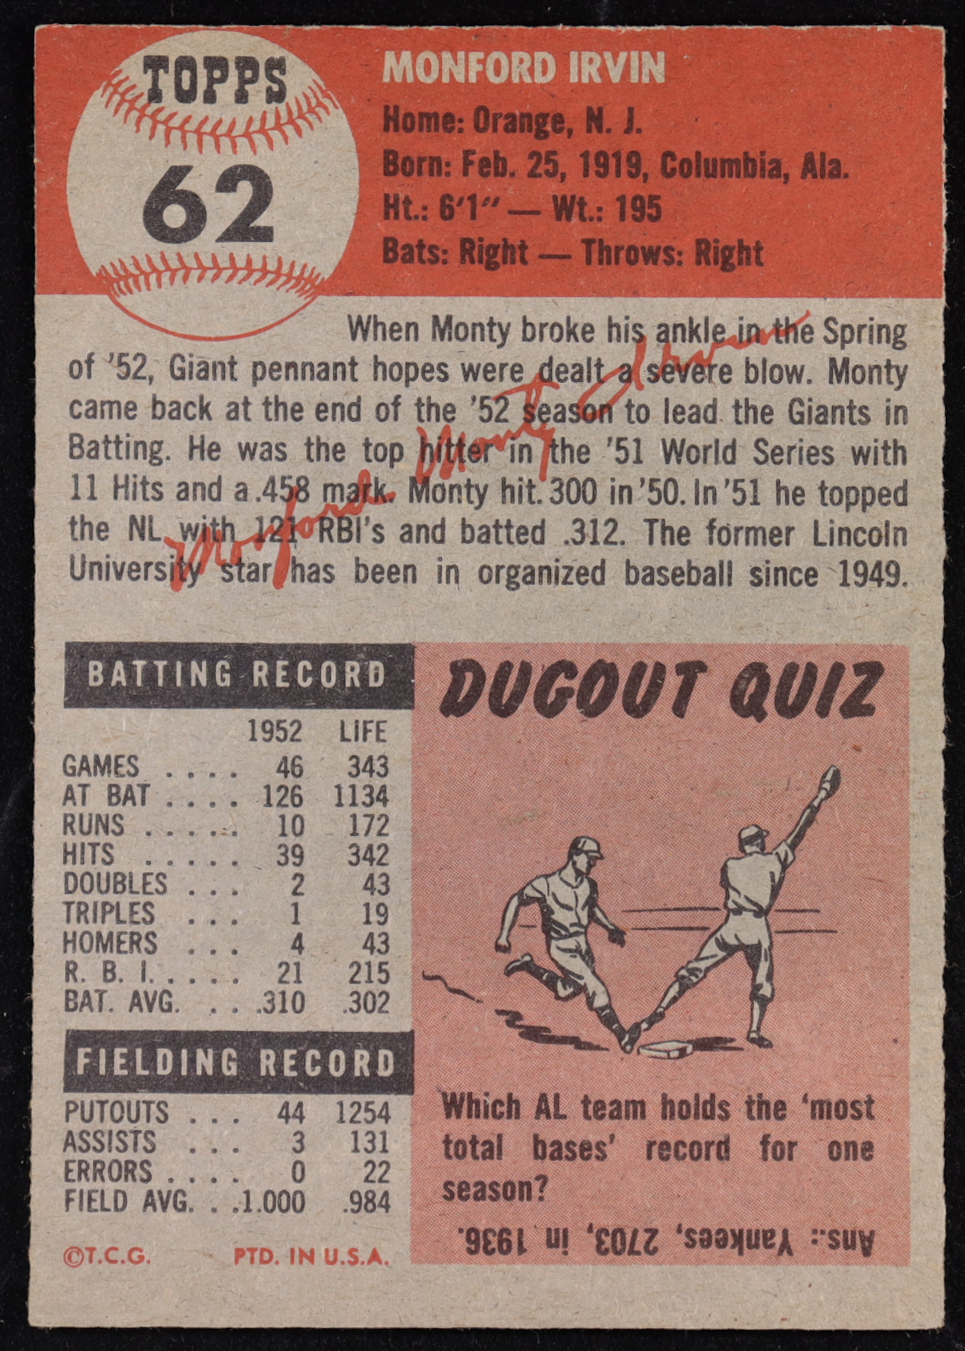 TOPPS
62
MONFORD IRVIN
Home: Orange, N. J.
Born: Feb. 25, 1919, Columbia, Ala.
Ht.: 6'1" — Wt.: 195
Bats: Right — Throws: Right
When Monty broke his ankle in the Spring
of '52, Giant pennant hopes were dealt a severe blow. Monty
came back at the end of the '52 season to lead the Giants in
Batting. He was the top hitter in the '51 World Series with
11 Hits and a .458 mark. Monty hit .300 in '50. In '51 he topped
the NL with 121 RBI's and batted .312. The former Lincoln
University star has been in organized baseball since 1949.
Monford Monty Irvin
BATTING RECORD
1952 LIFE
GAMES .... 46 343
AT BAT .... 126 1134
RUNS ..... 10 172
HITS ..... 39 342
DOUBLES ... 2 43
TRIPLES ... 1 19
HOMERS ... 4 43
R. B. I. .... 21 215
BAT. AVG. ... .310 .302
FIELDING RECORD
PUTOUTS ... 44 1254
ASSISTS ... 3 131
ERRORS .... 0 22
FIELD AVG. .. .1.000 .984
©T.C.G. PTD. IN U.S.A.
DUGOUT QUIZ
Which AL team holds the 'most
total bases' record for one
season?
Ans.: Yankees, 2703, in 1936.